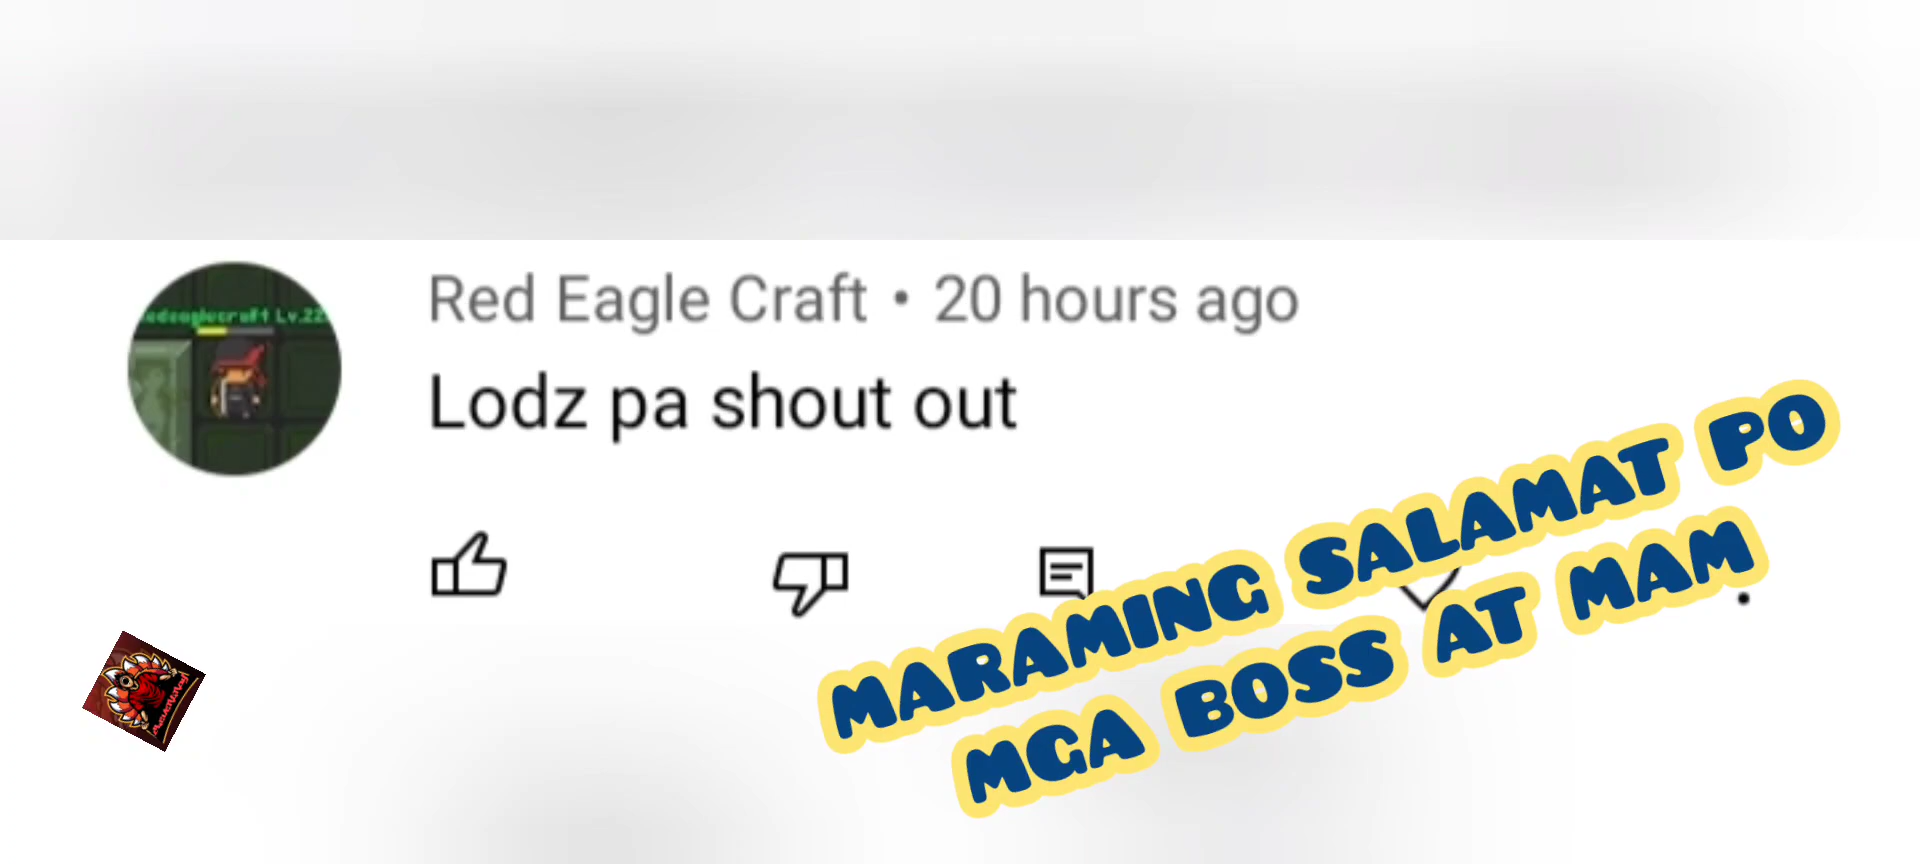 Red Eagle Craft • 20 hours ago
Lodz pa shout out
MARAMING SALAMAT PO
MGA BOSS AT MAM